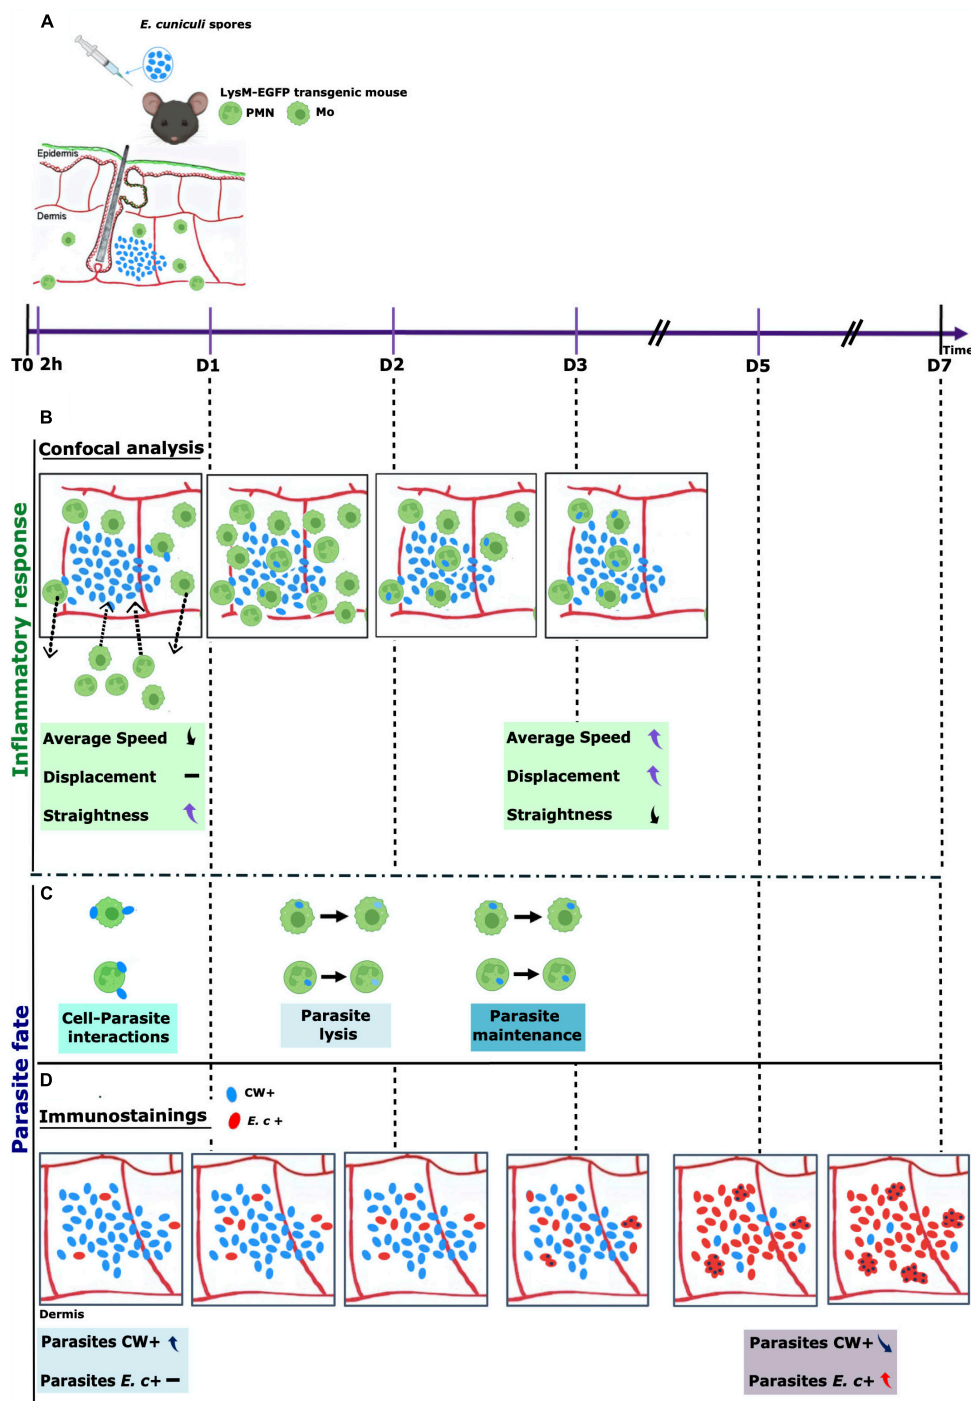 A
E. cuniculi spores
LysM-EGFP transgenic mouse
PMN
Mo
Epidermis
Dermis
T0
2h
D1
D2
D3
D5
D7
Time
B
Inflammatory response
Confocal analysis
Average Speed
Displacement
Straightness
Average Speed
Displacement
Straightness
Parasite fate
C
Cell-Parasite
interactions
Parasite
lysis
Parasite
maintenance
D
CW+
E. c +
Immunostainings
Dermis
Parasites CW+
Parasites E. c+
Parasites CW+
Parasites E. c+